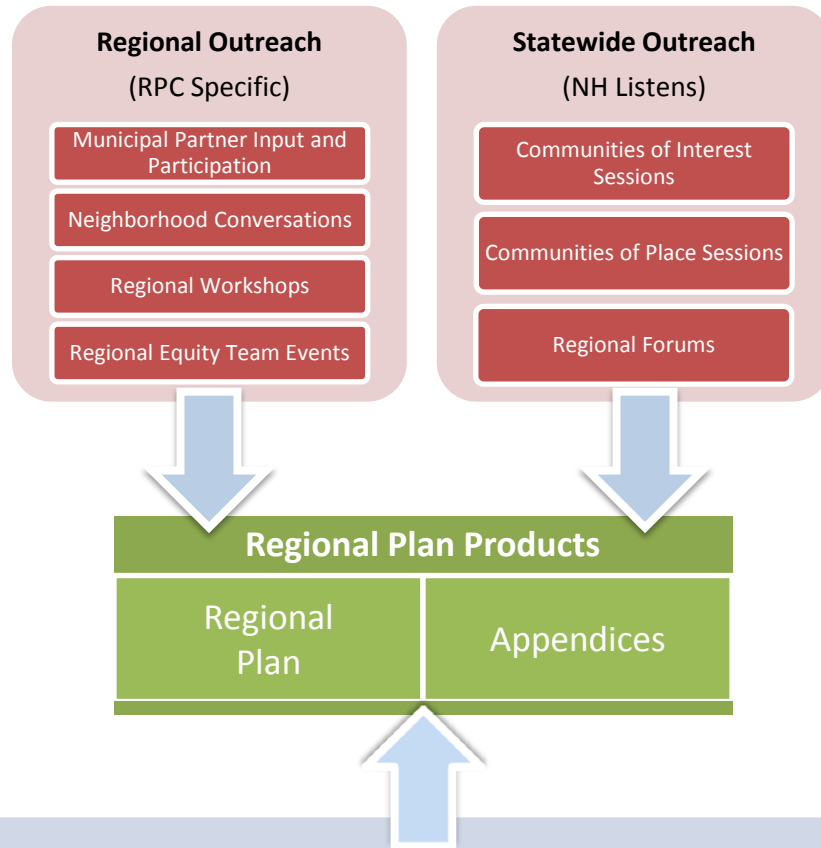 Regional Outreach
(RPC Specific)
Municipal Partner Input and
Participation
Neighborhood Conversations
Regional Workshops
Regional Equity Team Events
Statewide Outreach
(NH Listens)
Communities of Interest
Sessions
Communities of Place Sessions
Regional Forums
Regional Plan Products
Regional
Plan
Appendices